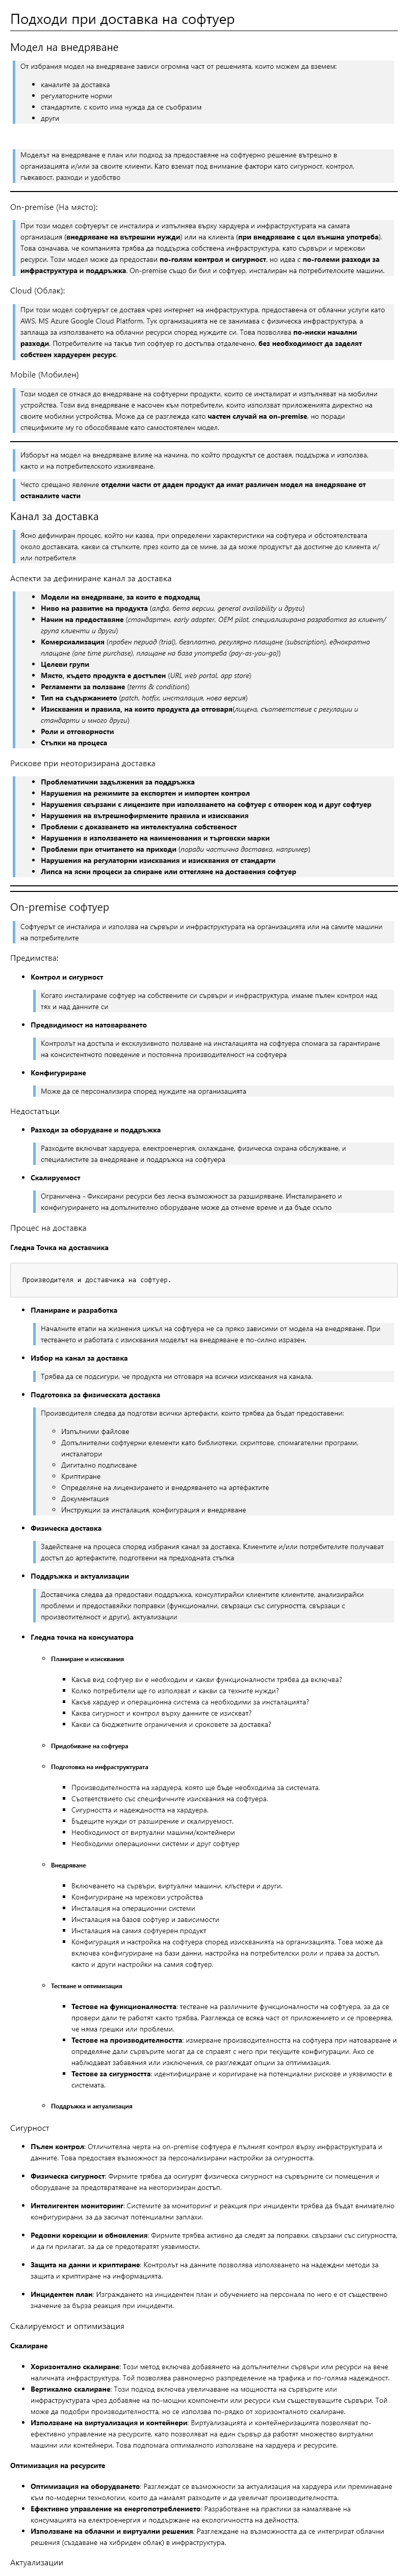 Подходи при доставка на софтуер
Модел на внедряване
От избрания модел на внедряване зависи огромна част от решенията, които можем да вземем:
каналите за доставка
регулаторните норми
стандартите, с които има нужда да се съобразим
други
Моделът на внедряване е план или подход за предоставяне на софтуерно решение вътрешно в
организацията и/или за своите клиенти. Като вземат под внимание фактори като сигурност, контрол,
гъвкавост, разходи и удобство
On-premise (На място):
При този модел софтуерът се инсталира и изпълнява върху хардуера и инфраструктурата на самата
организация (внедряване на вътрешни нужди) или на клиента (при внедряване с цел външна употреба).
Това означава, че компанията трябва да поддържа собствена инфраструктура, като сървъри и мрежови
ресурси. Този модел може да предостави по-голям контрол и сигурност, но идва с по-големи разходи за
инфраструктура и поддръжка. On-premise също би бил и софтуер, инсталиран на потребителските машини.
Cloud (Облак):
При този модел софтуерът се доставя чрез интернет на инфраструктура, предоставена от облачни услуги като
AWS, MS Azure Google Cloud Platform. Тук организацията не се занимава с физическа инфраструктура, а
заплаща за използването на облачни ресурси според нуждите си. Това позволява по-ниски начални
разходи. Потребителите на такъв тип софтуер го достъпва отдалечено, без необходимост да заделят
собствен хардуерен ресурс.
Mobile (Мобилен)
Този модел се отнася до внедряване на софтуерни продукти, които се инсталират и изпълняват на мобилни
устройства. Този вид внедряване е насочен към потребители, които използват приложенията директно на
своите мобилни устройства. Може да се разглежда като частен случай на on-premise, но поради
спецификите му го обособяваме като самостоятелен модел.
Изборът на модел на внедряване влияе на начина, по който продуктът се доставя, поддържа и използва,
както и на потребителското изживяване.
Често срещано явление отделни части от даден продукт да имат различен модел на внедряване от
останалите части
Канал за доставка
Ясно дефиниран процес, който ни казва, при определени характеристики на софтуера и обстоятелствата
около доставката, какви са стъпките, през които да се мине, за да може продуктът да достигне до клиента и/
или потребителя
Аспекти за дефиниране канал за доставка
Модели на внедряване, за които е подходящ
Ниво на развитие на продукта (алфа, бета версии, general availability и други)
Начин на предоставяне (стандартен, early adopter, OEM pilot, специализирана разработка за клиент/
група клиенти и други)
Комерсиализация (пробен период (trial), безплатно, регулярно плащане (subscription), еднократно
плащане (one time purchase), плащане на база употреба (pay-as-you-go))
Целеви групи
Място, където продукта е достъпен (URL web portal, app store)
Регламенти за ползване (terms & conditions)
Тип на съдържанието (patch, hotfix, инсталация, нова версия)
Изисквания и правила, на които продукта да отговаря(лиценз, съответствие с регулации и
стандарти и много други)
Роли и отговорности
Стъпки на процеса
Рискове при неоторизирана доставка
Проблематични задължения за поддръжка
Нарушения на режимите за експортен и импортен контрол
Нарушения свързани с лицензите при използването на софтуер с отворен код и друг софтуер
Нарушения на вътрешнофирмените правила и изисквания
Проблеми с доказването на интелектуална собственост
Нарушения в използването на наименования и търговски марки
Проблеми при отчитането на приходи (поради частична доставка, например)
Нарушения на регулаторни изисквания и изисквания от стандарти
Липса на ясни процеси за спиране или оттегляне на доставения софтуер
On-premise софтуер
Софтуерът се инсталира и използва на сървъри и инфраструктурата на организацията или на самите машини
на потребителите
Предимства:
Контрол и сигурност
Когато инсталираме софтуер на собствените си сървъри и инфраструктура, имаме пълен контрол над
тях и над данните си
Предвидимост на натоварването
Контролът на достъпа и ексклузивното ползване на инсталацията на софтуера спомага за гарантиране
на консистентното поведение и постоянна производителност на софтуера
Конфигуриране
Може да се персонализира според нуждите на организацията
Недостатъци
Разходи за оборудване и поддръжка
Разходите включват хардуера, електроенергия, охлаждане, физическа охрана обслужване, и
специалистите за внедряване и поддръжка на софтуера
Скалируемост
Ограничена - Фиксирани ресурси без лесна възможност за разширяване. Инсталирането и
конфигурирането на допълнително оборудване може да отнеме време и да бъде скъпо
Процес на доставка
Гледна Точка на доставчика
Производителя и доставчика на софтуер.
Планиране и разработка
Началните етапи на жизнения цикъл на софтуера не са пряко зависими от модела на внедряване. При
тестването и работата с изисквания моделът на внедряване е по-силно изразен.
Избор на канал за доставка
Трябва да се подсигури, че продукта ни отговаря на всички изисквания на канала.
Подготовка за физическата доставка
Производителя следва да подготви всички артефакти, които трябва да бъдат предоставени:
Изпълними файлове
Допълнителни софтуерни елементи като библиотеки, скриптове, спомагателни програми,
инсталатори
Дигитално подписване
Криптиране
Определяне на лицензирането и внедряването на артефактите
Документация
Инструкции за инсталация, конфигурация и внедряване
Физическа доставка
Задействане на процеса според избрания канал за доставка. Клиентите и/или потребителите получават
достъп до артефактите, подготвени на предходната стъпка
Поддръжка и актуализации
Доставчика следва да предостави поддръжка, консултирайки клиентите клиентите, анализирайки
проблеми и предоставяйки поправки (функционални, свързаци със сигурността, свързаци с
произвотителност и други), актуализации
Гледна точка на консуматора
Планиране и изисквания
Какъв вид софтуер ви е необходим и какви функционалности трябва да включва?
Колко потребители ще го използват и какви са техните нужди?
Какъв хардуер и операционна система са необходими за инсталацията?
Каква сигурност и контрол върху данните се изискват?
Какви са бюджетните ограничения и сроковете за доставка?
Придобиване на софтуера
Подготовка на инфраструктурата
Производителността на хардуера, която ще бъде необходима за системата.
Съответствието със специфичните изисквания на софтуера.
Сигурността и надеждността на хардуера.
Бъдещите нужди от разширение и скалируемост.
Необходимост от виртуални машини/контейнери
Необходими операционни системи и друг софтуер
Внедряване
Включването на сървъри, виртуални машини, клъстери и други.
Конфигуриране на мрежови устройства
Инсталация на операционни системи
Инсталация на базов софтуер и зависимости
Инсталация на самия софтуерен продукт
Конфигурация и настройка на софтуера според изискванията на организацията. Това може да
включва конфигуриране на бази данни, настройка на потребителски роли и права за достъп,
както и други настройки на самия софтуер.
Тестване и оптимизация
Тестове на функционалността: тестване на различните функционалности на софтуера, за да се
провери дали те работят както трябва. Разглежда се всяка част от приложението и се проверява,
че няма грешки или проблеми.
Тестове на производителността: измерване производителността на софтуера при натоварване и
определяне дали сървърите могат да се справят с него при текущите конфигурации. Ако се
наблюдават забавяния или изключения, се разглеждат опции за оптимизация.
Тестове за сигурността: идентифициране и коригиране на потенциални рискове и уязвимости в
системата.
Поддръжка и актуализация
Сигурност
Пълен контрол: Отличителна черта на on-premise софтуера е пълният контрол върху инфраструктурата и
данните. Това предоставя възможност за персонализирани настройки за сигурността.
Физическа сигурност: Фирмите трябва да осигурят физическа сигурност на сървърните си помещения и
оборудване за предотвратяване на неоторизиран достъп.
Интелигентен мониторинг: Системите за мониторинг и реакция при инциденти трябва да бъдат внимателно
конфигурирани, за да засичат потенциални заплахи.
Редовни корекции и обновления: Фирмите трябва активно да следят за поправки, свързани със сигурността,
и да ги прилагат, за да се предотвратят уязвимости.
Защита на данни и криптиране: Контролът на данните позволява използването на надеждни методи за
защита и криптиране на информацията.
Инцидентен план: Изграждането на инцидентен план и обучението на персонала по него е от съществено
значение за бърза реакция при инциденти.
Скалируемост и оптимизация
Скалиране
Хоризонтално скалиране: Този метод включва добавянето на допълнителни сървъри или ресурси на вече
наличната инфраструктура. Той позволява равномерно разпределение на трафика и по-голяма надеждност.
Вертикално скалиране: Този подход включва увеличаване на мощността на сървърите или
инфраструктурата чрез добавяне на по-мощни компоненти или ресурси към съществуващите сървъри. Той
може да подобри производителността, но се използва по-рядко от хоризонталното скалиране.
Използване на виртуализация и контейнери: Виртуализацията и контейнеризацията позволяват по-
ефективно управление на ресурсите, като позволяват на един сървър да работят множество виртуални
машини или контейнери. Това подпомага оптималното използване на хардуера и ресурсите.
Оптимизация на ресурсите
Оптимизация на оборудването: Разглеждат се възможности за актуализация на хардуера или преминаване
към по-модерни технологии, които да намалят разходите и да увеличат производителността.
Ефективно управление на енергопотреблението: Разработване на практики за намаляване на
консумацията на електроенергия и поддържане на екологичността на дейността.
Използване на облачни и виртуални решения: Разглеждане на възможността да се интегрират облачни
решения (създаване на хибриден облак) в инфраструктура.
Актуализации